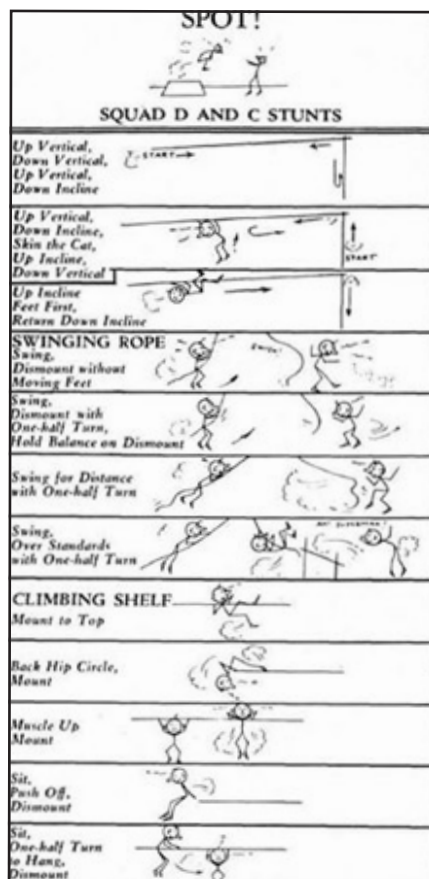 SPOT!
SQUAD D AND C STUNTS
Up Vertical,
Down Vertical,
Up Vertical,
Down Incline
START
Up Vertical,
Down Incline,
Skin the Cat,
Up Incline,
Down Vertical
START
Up Incline
Feet First,
Return Down Incline
SWINGING ROPE
Swing,
Dismount without
Moving Feet
Swing,
Dismount with
One-half Turn,
Hold Balance on Dismount
Swing for Distance
with One-half Turn
Swing,
Over Standards
with One-half Turn
CLIMBING SHELF
Mount to Top
Back Hip Circle,
Mount
Muscle Up
Mount
Sit,
Push Off,
Dismount
Sit,
One-half Turn
to Hang,
Dismount